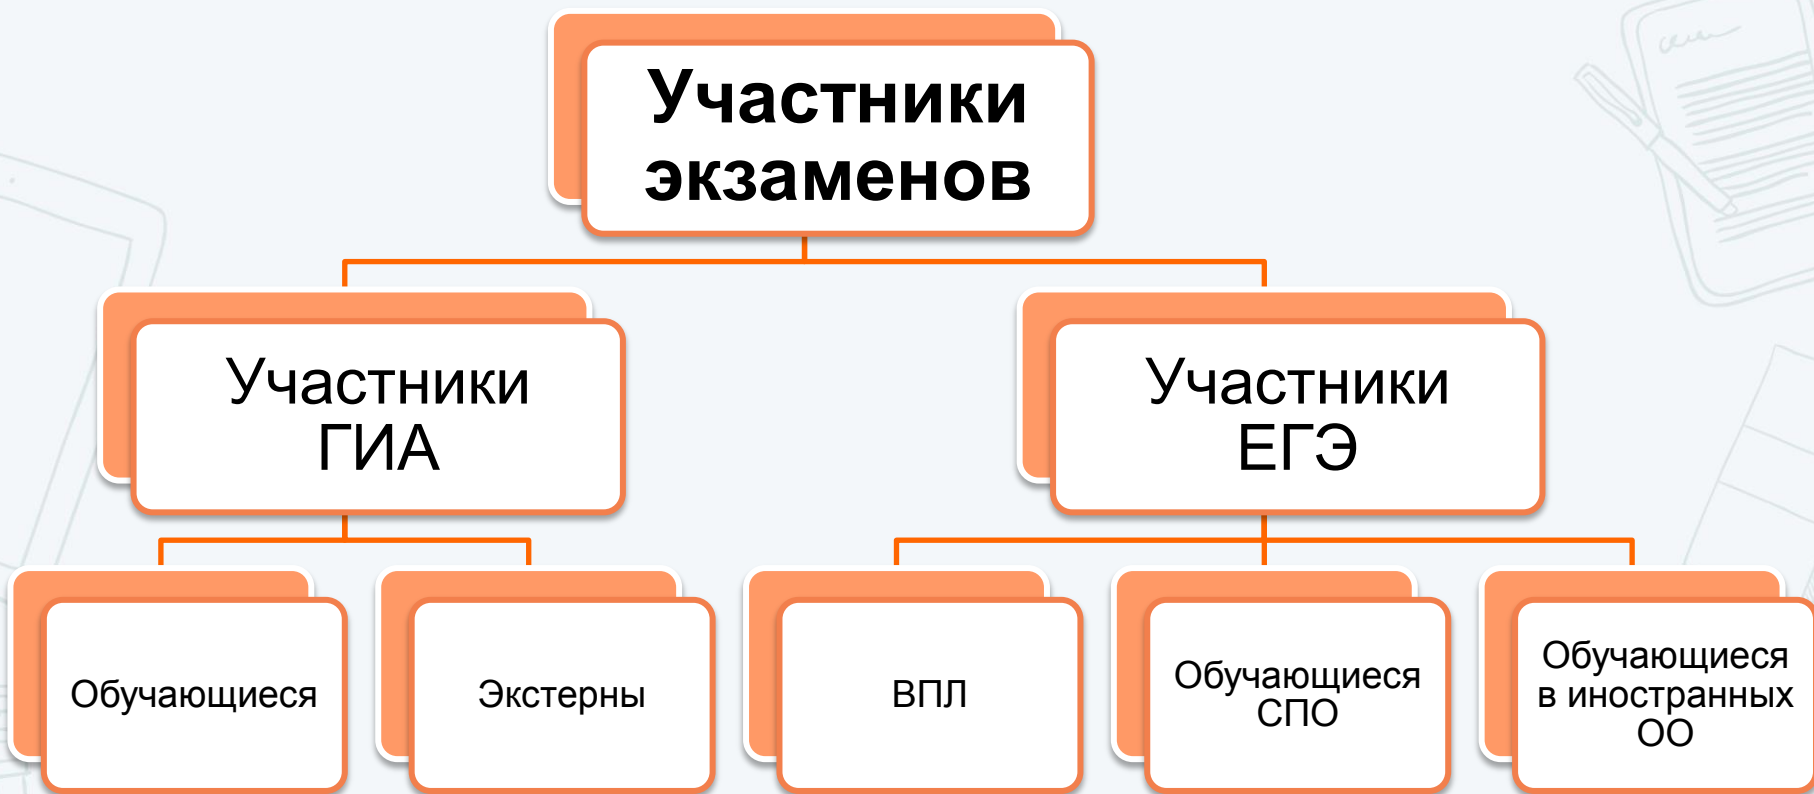 Участники
экзаменов
Участники
ГИА
Участники
ЕГЭ
Обучающиеся
Экстерны
ВПЛ
Обучающиеся
СПО
Обучающиеся
в иностранных
ОО